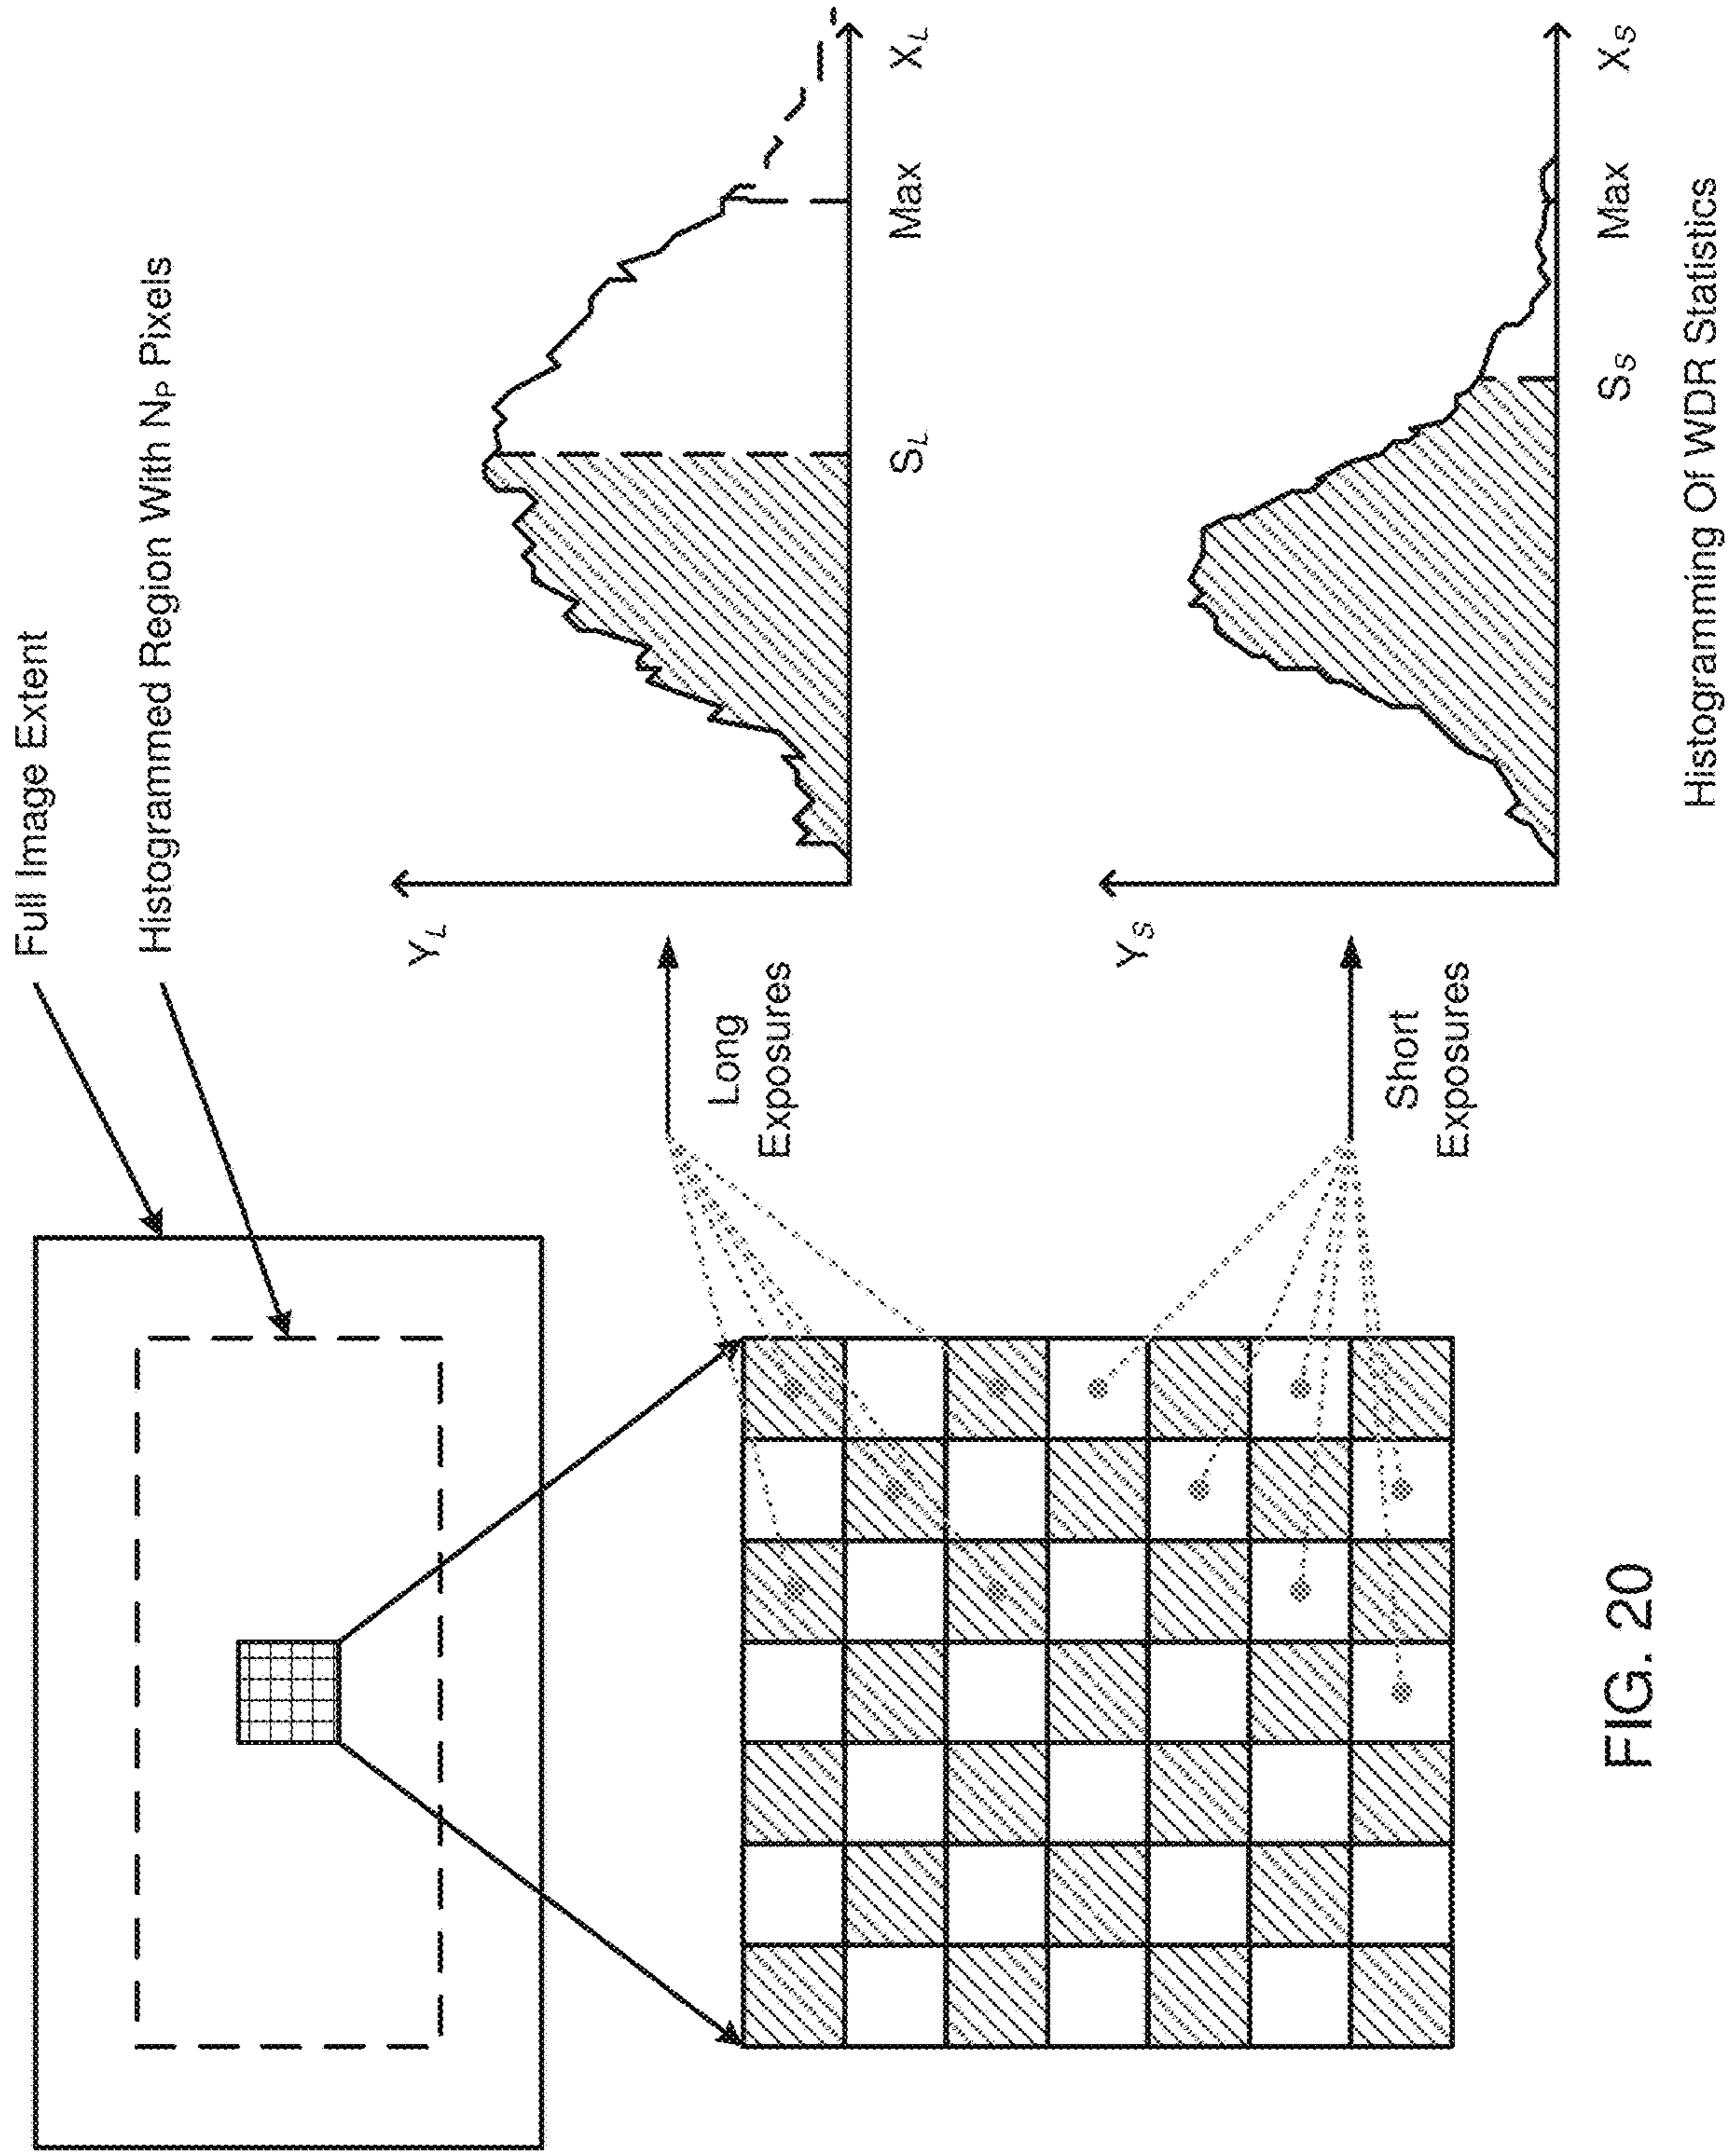 Full Image Extent
Histogrammed Region With NP Pixels
YL
SL
Max
XL
Long
Exposures
YS
SS
Max
XS
Short
Exposures
Histogramming Of WDR Statistics
FIG. 20